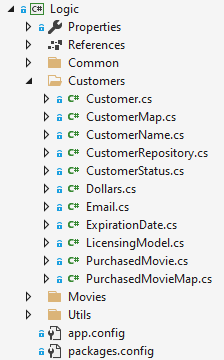 C# Logic
Properties
References
Common
Customers
C# Customer.cs
C# CustomerMap.cs
C# CustomerName.cs
C# CustomerRepository.cs
C# CustomerStatus.cs
C# Dollars.cs
C# Email.cs
C# ExpirationDate.cs
C# LicensingModel.cs
C# PurchasedMovie.cs
C# PurchasedMovieMap.cs
Movies
Utils
app.config
packages.config